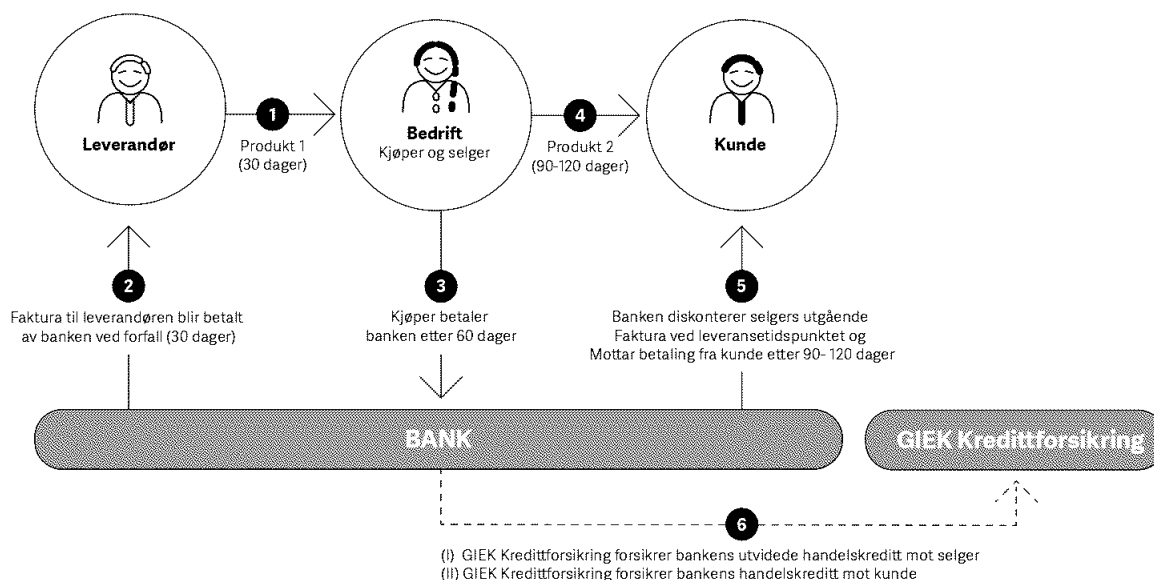 Leverandør
1
Produkt 1
(30 dager)
Bedrift
Kjøper og selger
4
Produkt 2
(90-120 dager)
Kunde
2
Faktura til leverandøren blir betalt
av banken ved forfall (30 dager)
3
Kjøper betaler
banken etter 60 dager
5
Banken diskonterer selgers utgående
Faktura ved leveransetidspunktet og
Mottar betaling fra kunde etter 90- 120 dager
BANK
GIEK Kredittforsikring
6
(I) GIEK Kredittforsikring forsikrer bankens utvidede handelskreditt mot selger
(II) GIEK Kredittforsikring forsikrer bankens handelskreditt mot kunde